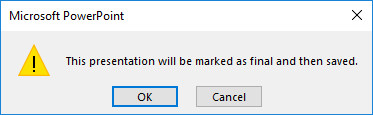 Microsoft PowerPoint
This presentation will be marked as final and then saved.
OK
Cancel